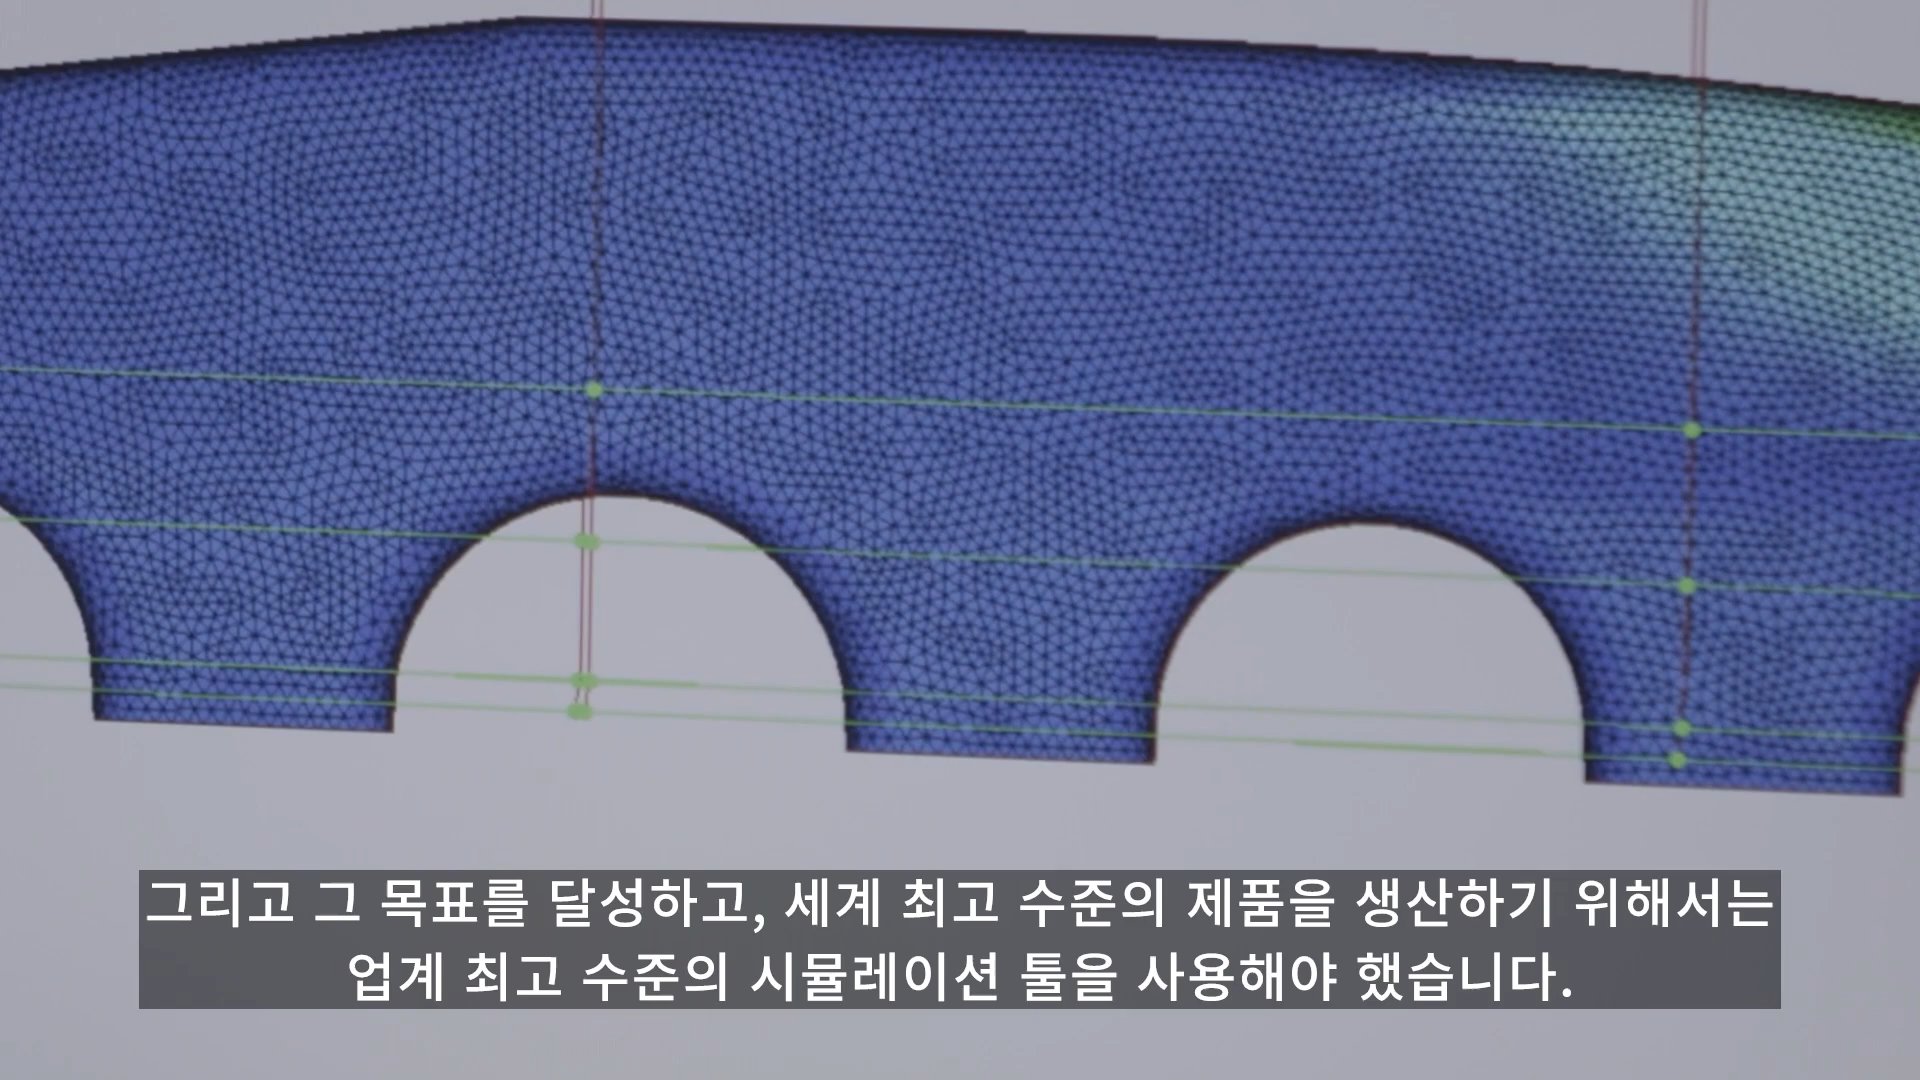 그리고 그 목표를 달성하고, 세계 최고 수준의 제품을 생산하기 위해서는
업계 최고 수준의 시뮬레이션 툴을 사용해야 했습니다.